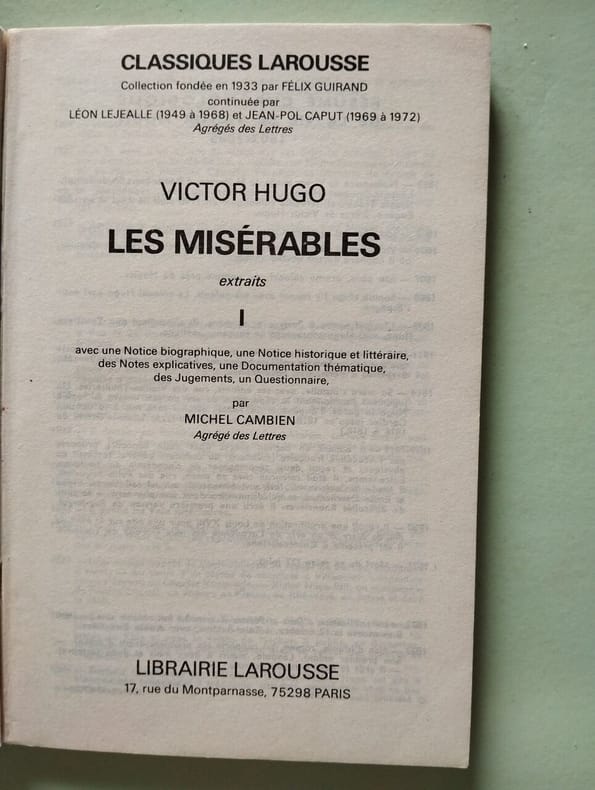 CLASSIQUES LAROUSSE
Collection fondée en 1933 par FÉLIX GUIRAND
continuée par
LÉON LEJEALLE (1949 à 1968) et JEAN-POL CAPUT (1969 à 1972)
Agrégés des Lettres
VICTOR HUGO
LES MISÉRABLES
extraits
I
avec une Notice biographique, une Notice historique et littéraire,
des Notes explicatives, une Documentation thématique,
des Jugements, un Questionnaire,
par
MICHEL CAMBIEN
Agrégé des Lettres
LIBRAIRIE LAROUSSE
17, rue du Montparnasse, 75298 PARIS